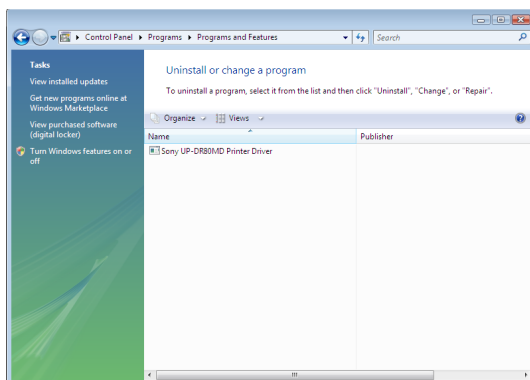 Control Panel ▸ Programs ▸ Programs and Features
Search
Tasks
View installed updates
Get new programs online at
Windows Marketplace
View purchased software
(digital locker)
Turn Windows features on or
off
Uninstall or change a program
To uninstall a program, select it from the list and then click "Uninstall", "Change", or "Repair".
Organize
Views
Name
Publisher
Sony UP-DR80MD Printer Driver